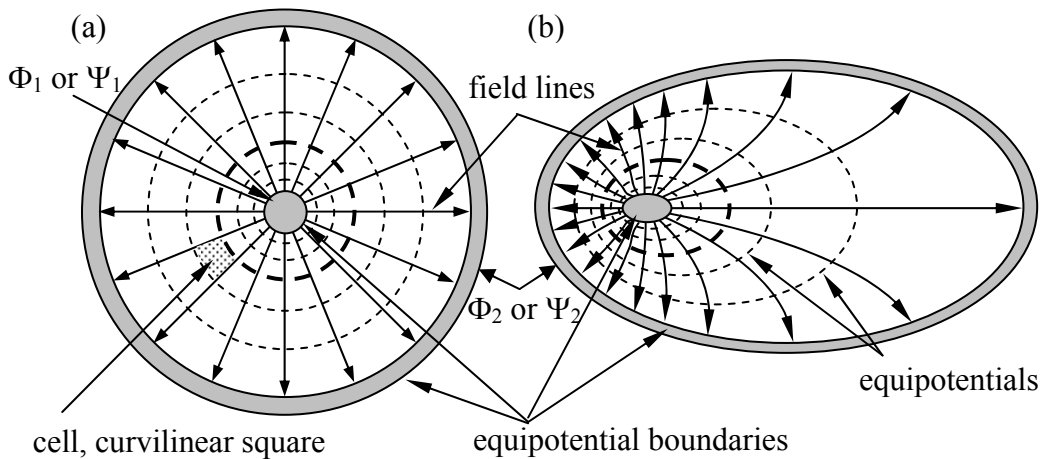 (a)
(b)
Φ₁ or Ψ₁
field lines
Φ₂ or Ψ₂
equipotentials
cell, curvilinear square
equipotential boundaries